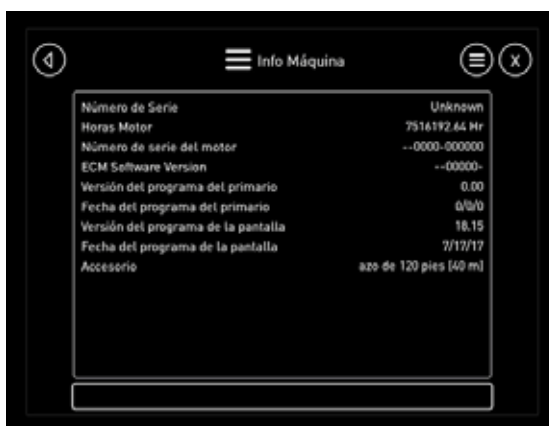 Info Máquina
X
Número de Serie Unknown
Horas Motor 7516192.64 Hr
Número de serie del motor --0000-000000
ECM Software Version --00000-
Versión del programa del primario 0.00
Fecha del programa del primario 0/0/0
Versión del programa de la pantalla 18.15
Fecha del programa de la pantalla 7/17/17
Accesorio azo de 120 pies [40 m]